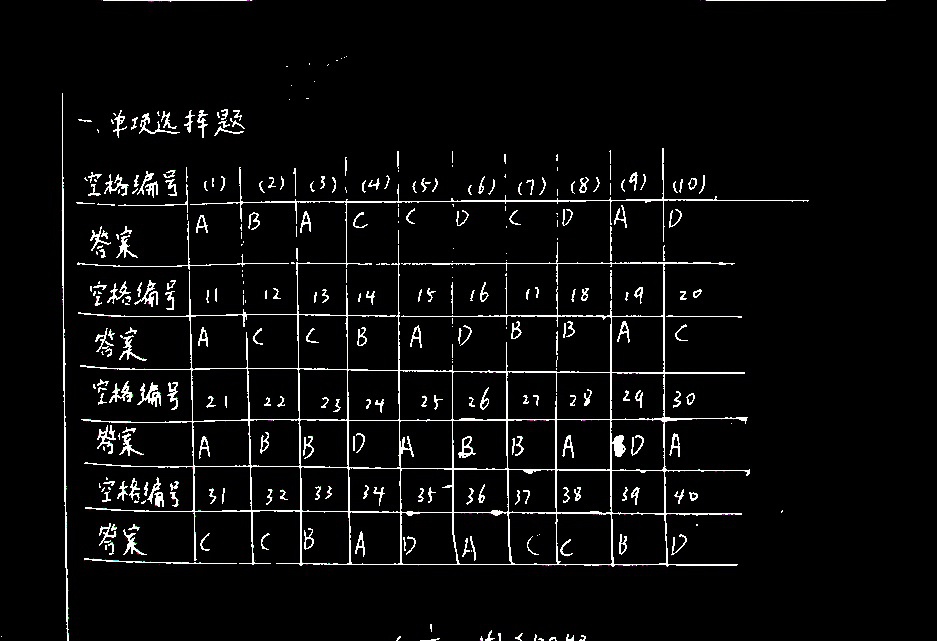 一、单项选择题
空格编号 (1) (2) (3) (4) (5) (6) (7) (8) (9) (10)
答案 A B A C C D C D A D
空格编号 11 12 13 14 15 16 17 18 19 20
答案 A C C B A D B B A C
空格编号 21 22 23 24 25 26 27 28 29 30
答案 A B B D A B B A D A
空格编号 31 32 33 34 35 36 37 38 39 40
答案 C C B A D A C C B D